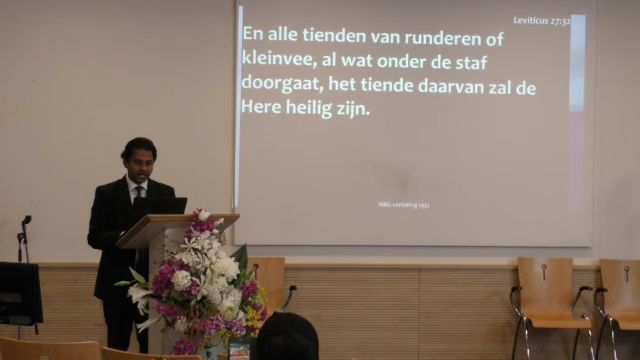 Leviticus 27:32
En alle tienden van runderen of
kleinvee, al wat onder de staf
doorgaat, het tiende daarvan zal de
Here heilig zijn.
NBG-vertaling 1951